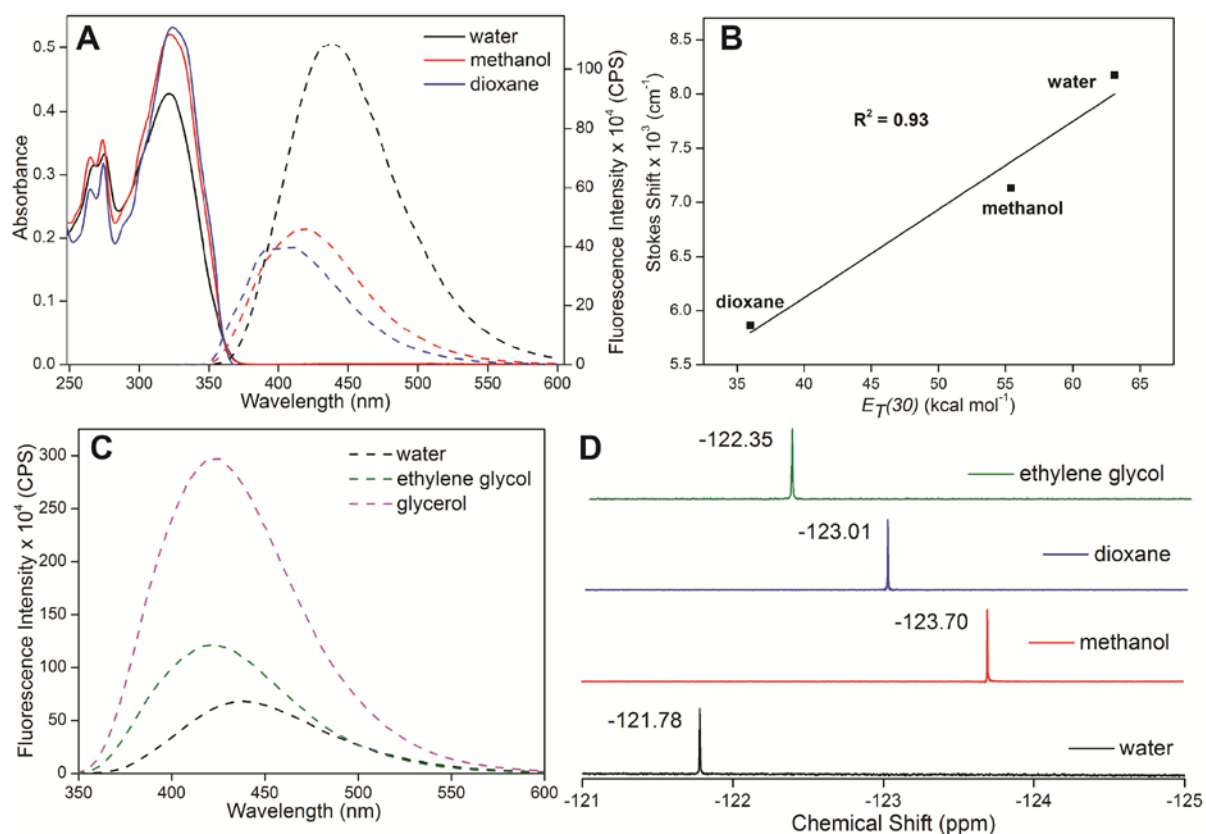 A
water
methanol
dioxane
0.5
0.4
0.3
0.2
0.1
0.0
Absorbance
100
80
60
40
20
0
Fluorescence Intensity x 10⁴ (CPS)
250 300 350 400 450 500 550 600
Wavelength (nm)
B
8.5
8.0
7.5
7.0
6.5
6.0
5.5
Stokes Shift x 10³ (cm⁻¹)
R² = 0.93
water
methanol
dioxane
35 40 45 50 55 60 65
E_T(30) (kcal mol⁻¹)
C
water
ethylene glycol
glycerol
300
250
200
150
100
50
0
Fluorescence Intensity x 10⁴ (CPS)
350 400 450 500 550 600
Wavelength (nm)
D
-122.35
ethylene glycol
-123.01
dioxane
-123.70
methanol
-121.78
water
-121 -122 -123 -124 -125
Chemical Shift (ppm)